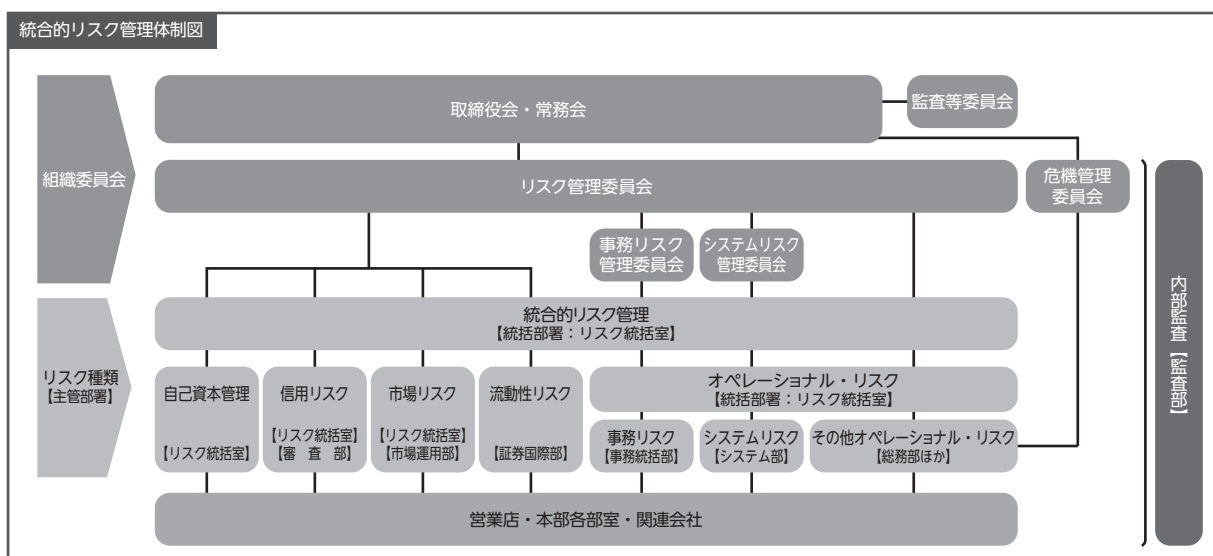 統合的リスク管理体制図
組織委員会
取締役会・常務会
監査等委員会
リスク管理委員会
危機管理
委員会
事務リスク
管理委員会
システムリスク
管理委員会
リスク種類
【主管部署】
統合的リスク管理
【統括部署：リスク統括室】
自己資本管理
【リスク統括室】
信用リスク
【リスク統括室】
【審　査　部】
市場リスク
【リスク統括室】
【市場運用部】
流動性リスク
【証券国際部】
オペレーショナル・リスク
【統括部署：リスク統括室】
事務リスク
【事務統括部】
システムリスク
【システム部】
その他オペレーショナル・リスク
【総務部ほか】
営業店・本部各部室・関連会社
内部監査【監査部】